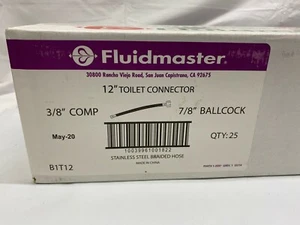 Fluidmaster®
30800 Rancho Viejo Road, San Juan Capistrano, CA 92675
12" TOILET CONNECTOR
3/8" COMP
7/8" BALLCOCK
May-20
QTY: 25
10039961001822
B1T12
STAINLESS STEEL BRAIDED HOSE
MADE IN CHINA